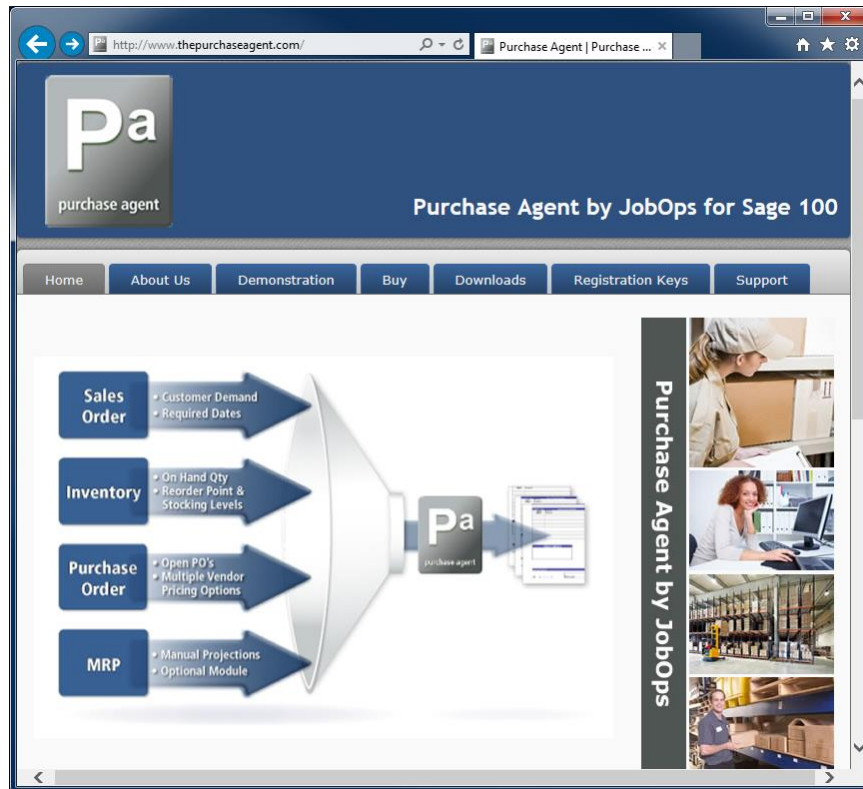 http://www.thepurchaseagent.com/
Purchase Agent | Purchase ...
Pa
purchase agent
Purchase Agent by JobOps for Sage 100
Home
About Us
Demonstration
Buy
Downloads
Registration Keys
Support
Sales
Order
• Customer Demand
• Required Dates
Inventory
• On Hand Qty
• Reorder Point &
Stocking Levels
Purchase
Order
• Open PO's
• Multiple Vendor
Pricing Options
MRP
• Manual Projections
• Optional Module
Pa
purchase agent
Purchase Agent by JobOps